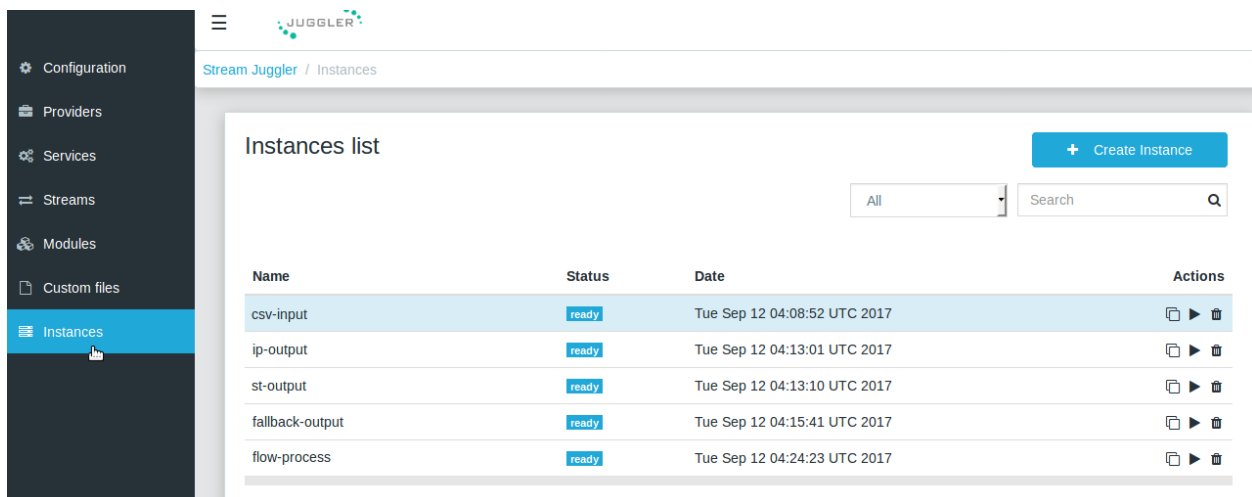 JUGGLER
Configuration
Stream Juggler / Instances
Providers
Instances list
Create Instance
Services
All
Search
Streams
Modules
Name Status Date Actions
Custom files
csv-input ready Tue Sep 12 04:08:52 UTC 2017
Instances
ip-output ready Tue Sep 12 04:13:01 UTC 2017
st-output ready Tue Sep 12 04:13:10 UTC 2017
fallback-output ready Tue Sep 12 04:15:41 UTC 2017
flow-process ready Tue Sep 12 04:24:23 UTC 2017